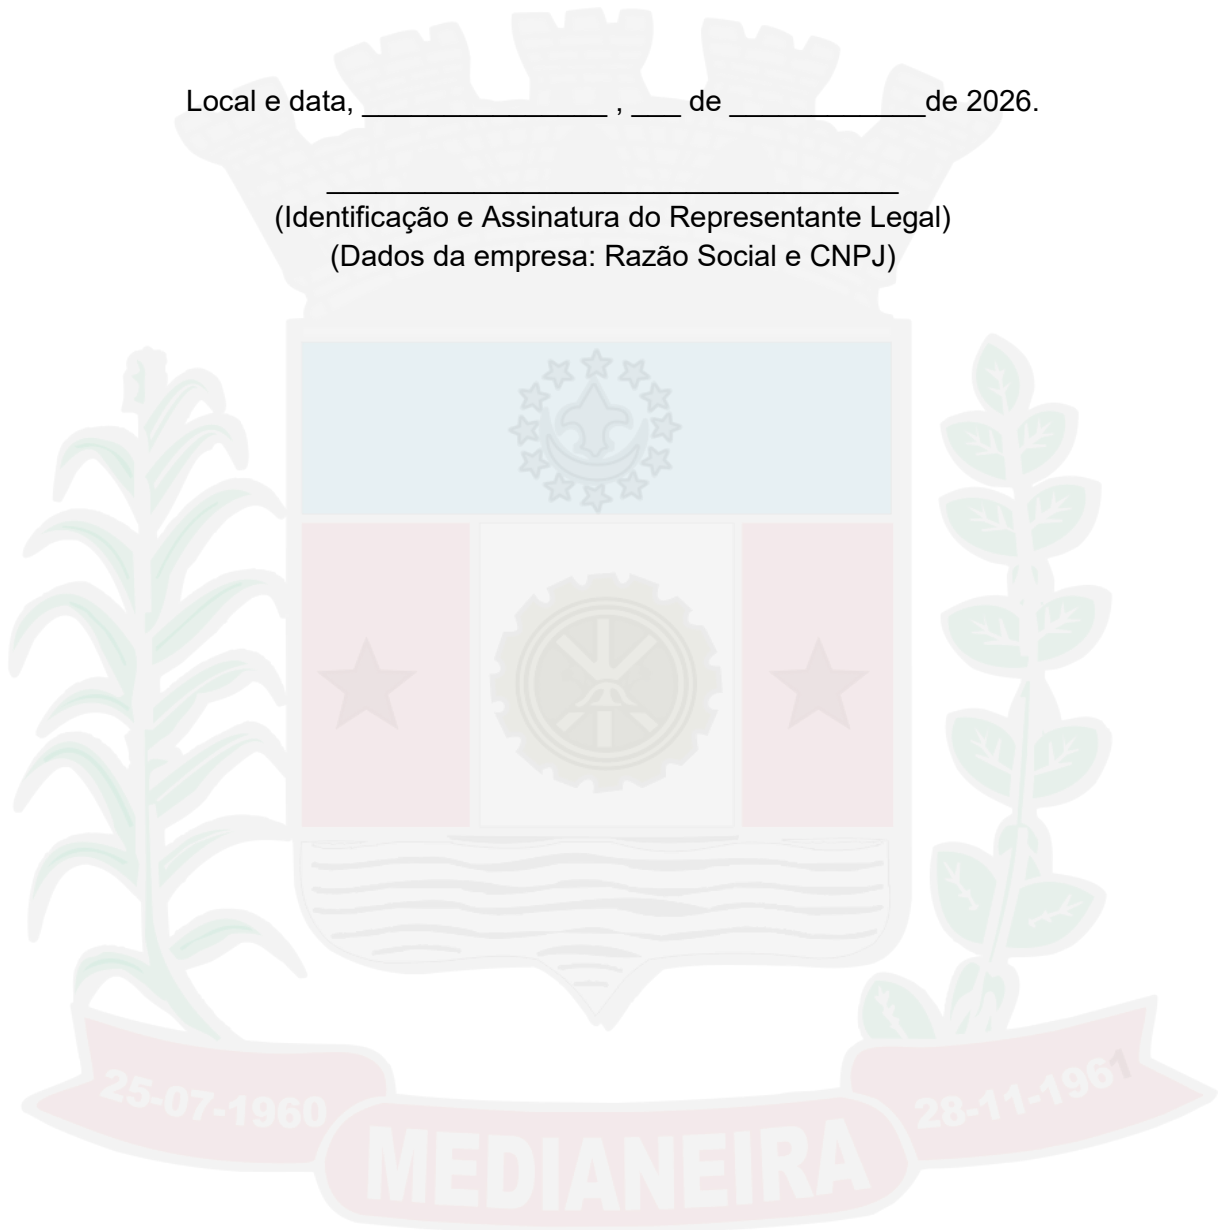 Local e data, _______________ , ___ de ____________de 2026.
___________________________________
(Identificação e Assinatura do Representante Legal)
(Dados da empresa: Razão Social e CNPJ)
25-07-1960
28-11-1961
MEDIANEIRA